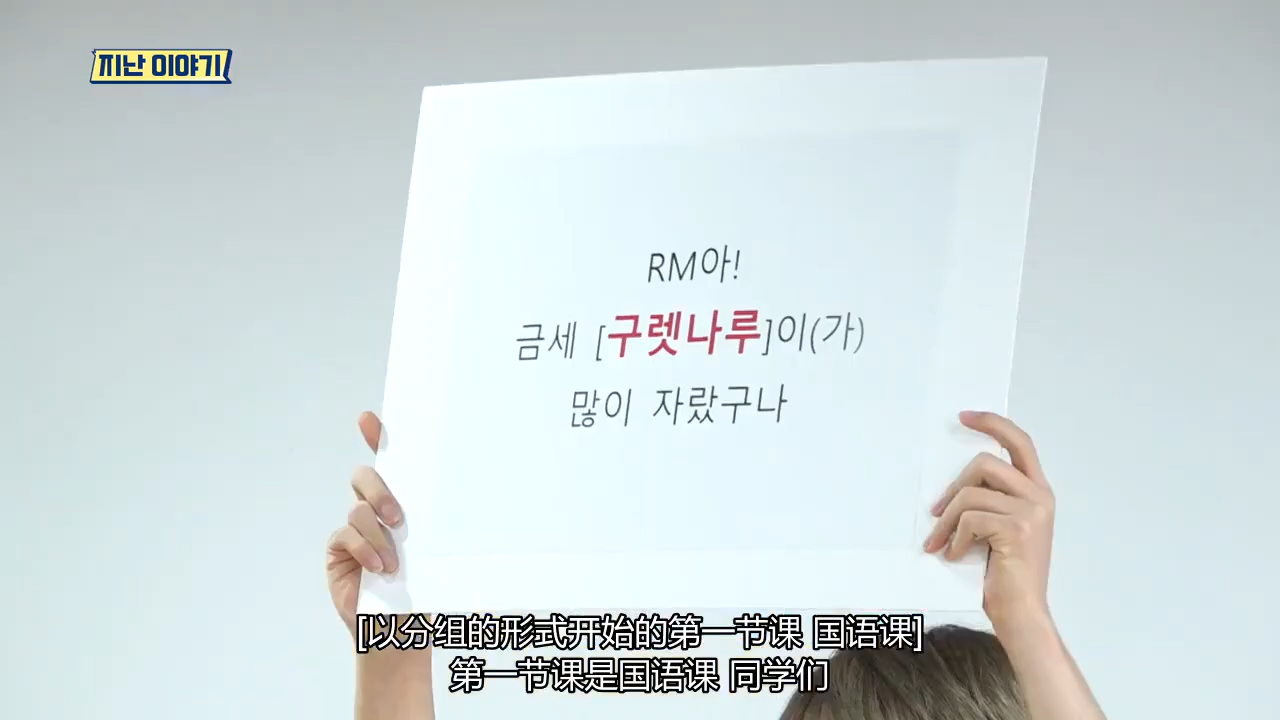 지난 이야기
RM아!
금세 [구렛나루]이(가)
많이 자랐구나
[以分组的形式开始的第一节课 国语课]
第一节课是国语课 同学们